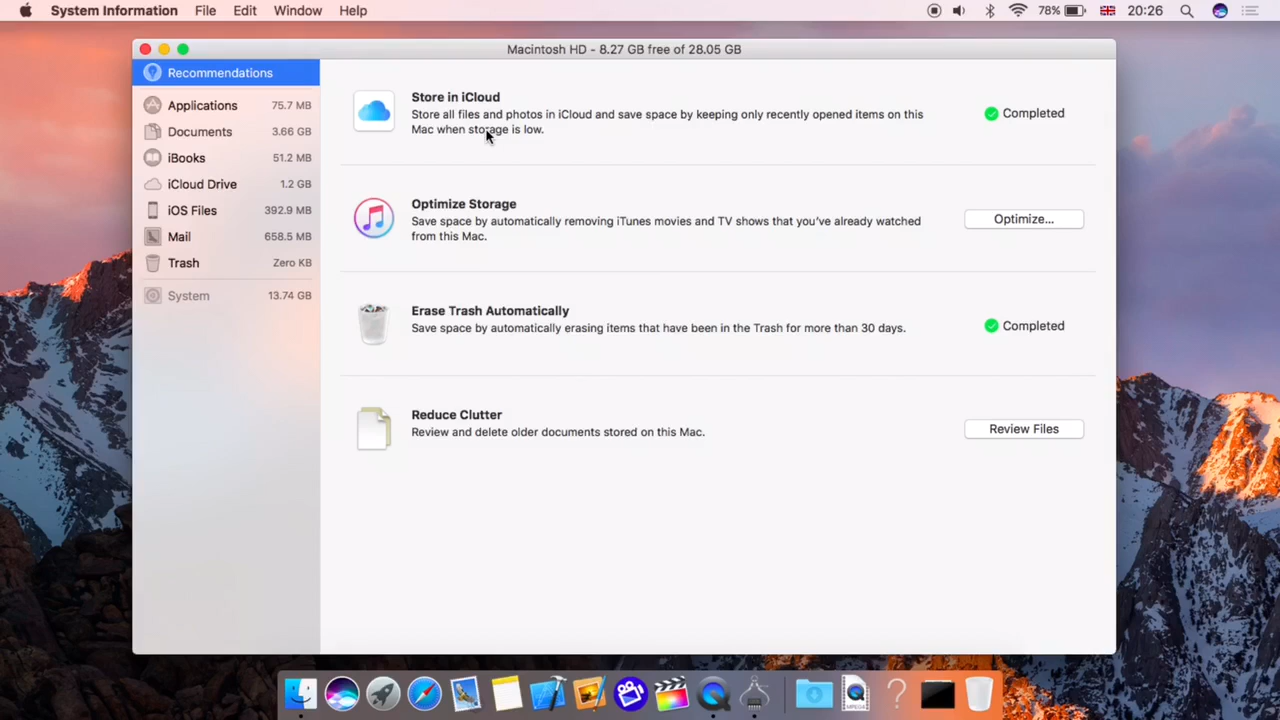 System Information File Edit Window Help 78% 20:26
Macintosh HD - 8.27 GB free of 28.05 GB
Recommendations
Applications 75.7 MB
Documents 3.66 GB
iBooks 51.2 MB
iCloud Drive 1.2 GB
iOS Files 392.9 MB
Mail 658.5 MB
Trash Zero KB
System 13.74 GB
Store in iCloud
Store all files and photos in iCloud and save space by keeping only recently opened items on this
Mac when storage is low.
Completed
Optimize Storage
Save space by automatically removing iTunes movies and TV shows that you've already watched
from this Mac.
Optimize...
Erase Trash Automatically
Save space by automatically erasing items that have been in the Trash for more than 30 days.
Completed
Reduce Clutter
Review and delete older documents stored on this Mac.
Review Files